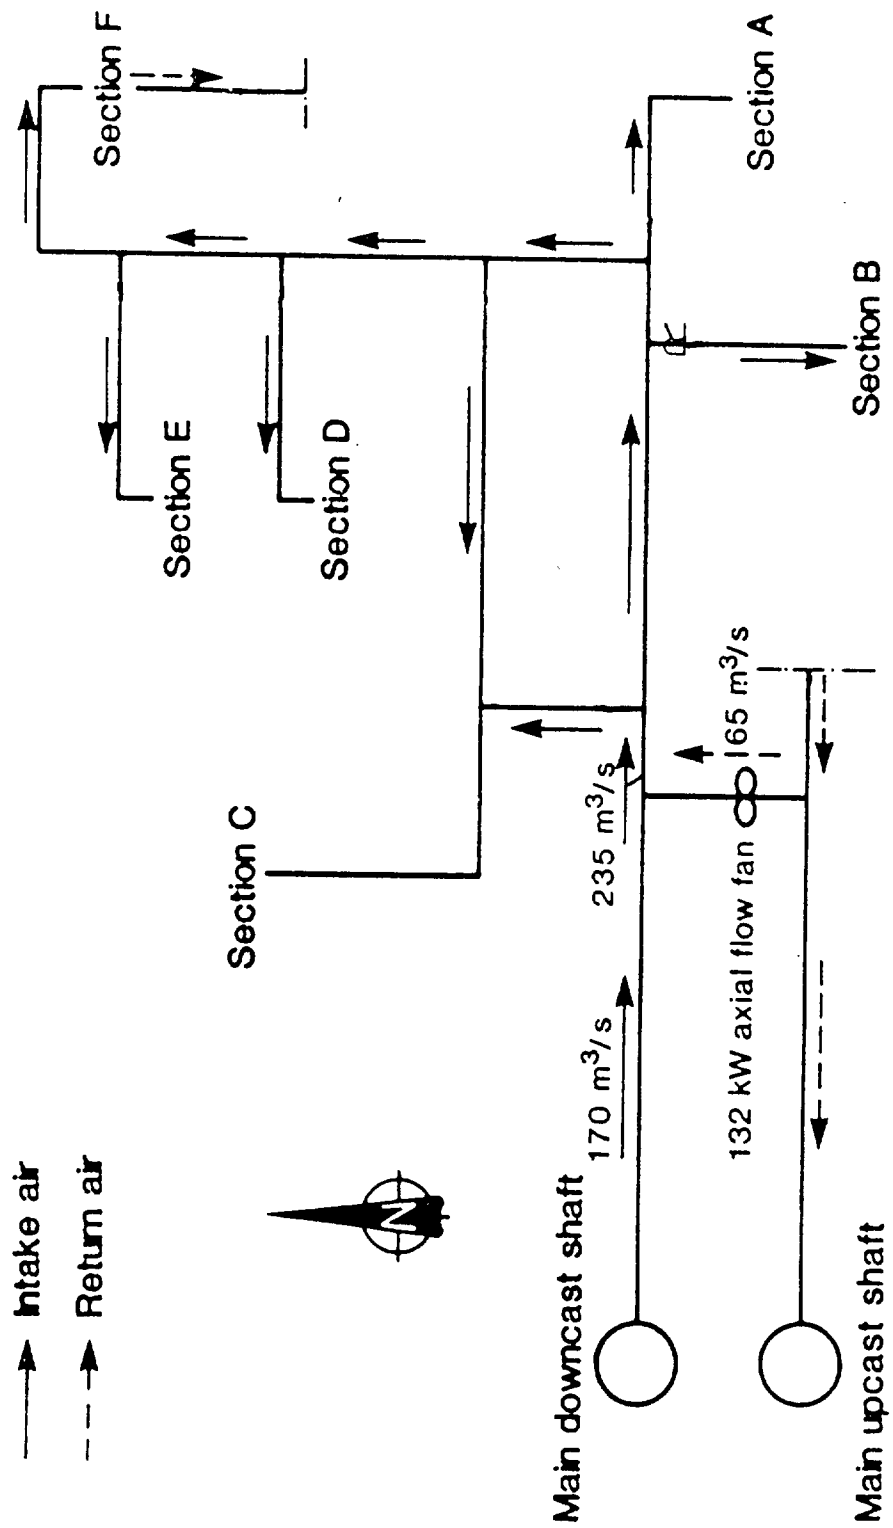 Intake air
Return air
N
Section C
Section E
Section D
Section F
Section A
Section B
Main downcast shaft
170 m³/s
235 m³/s
65 m³/s
132 kW axial flow fan
Main upcast shaft